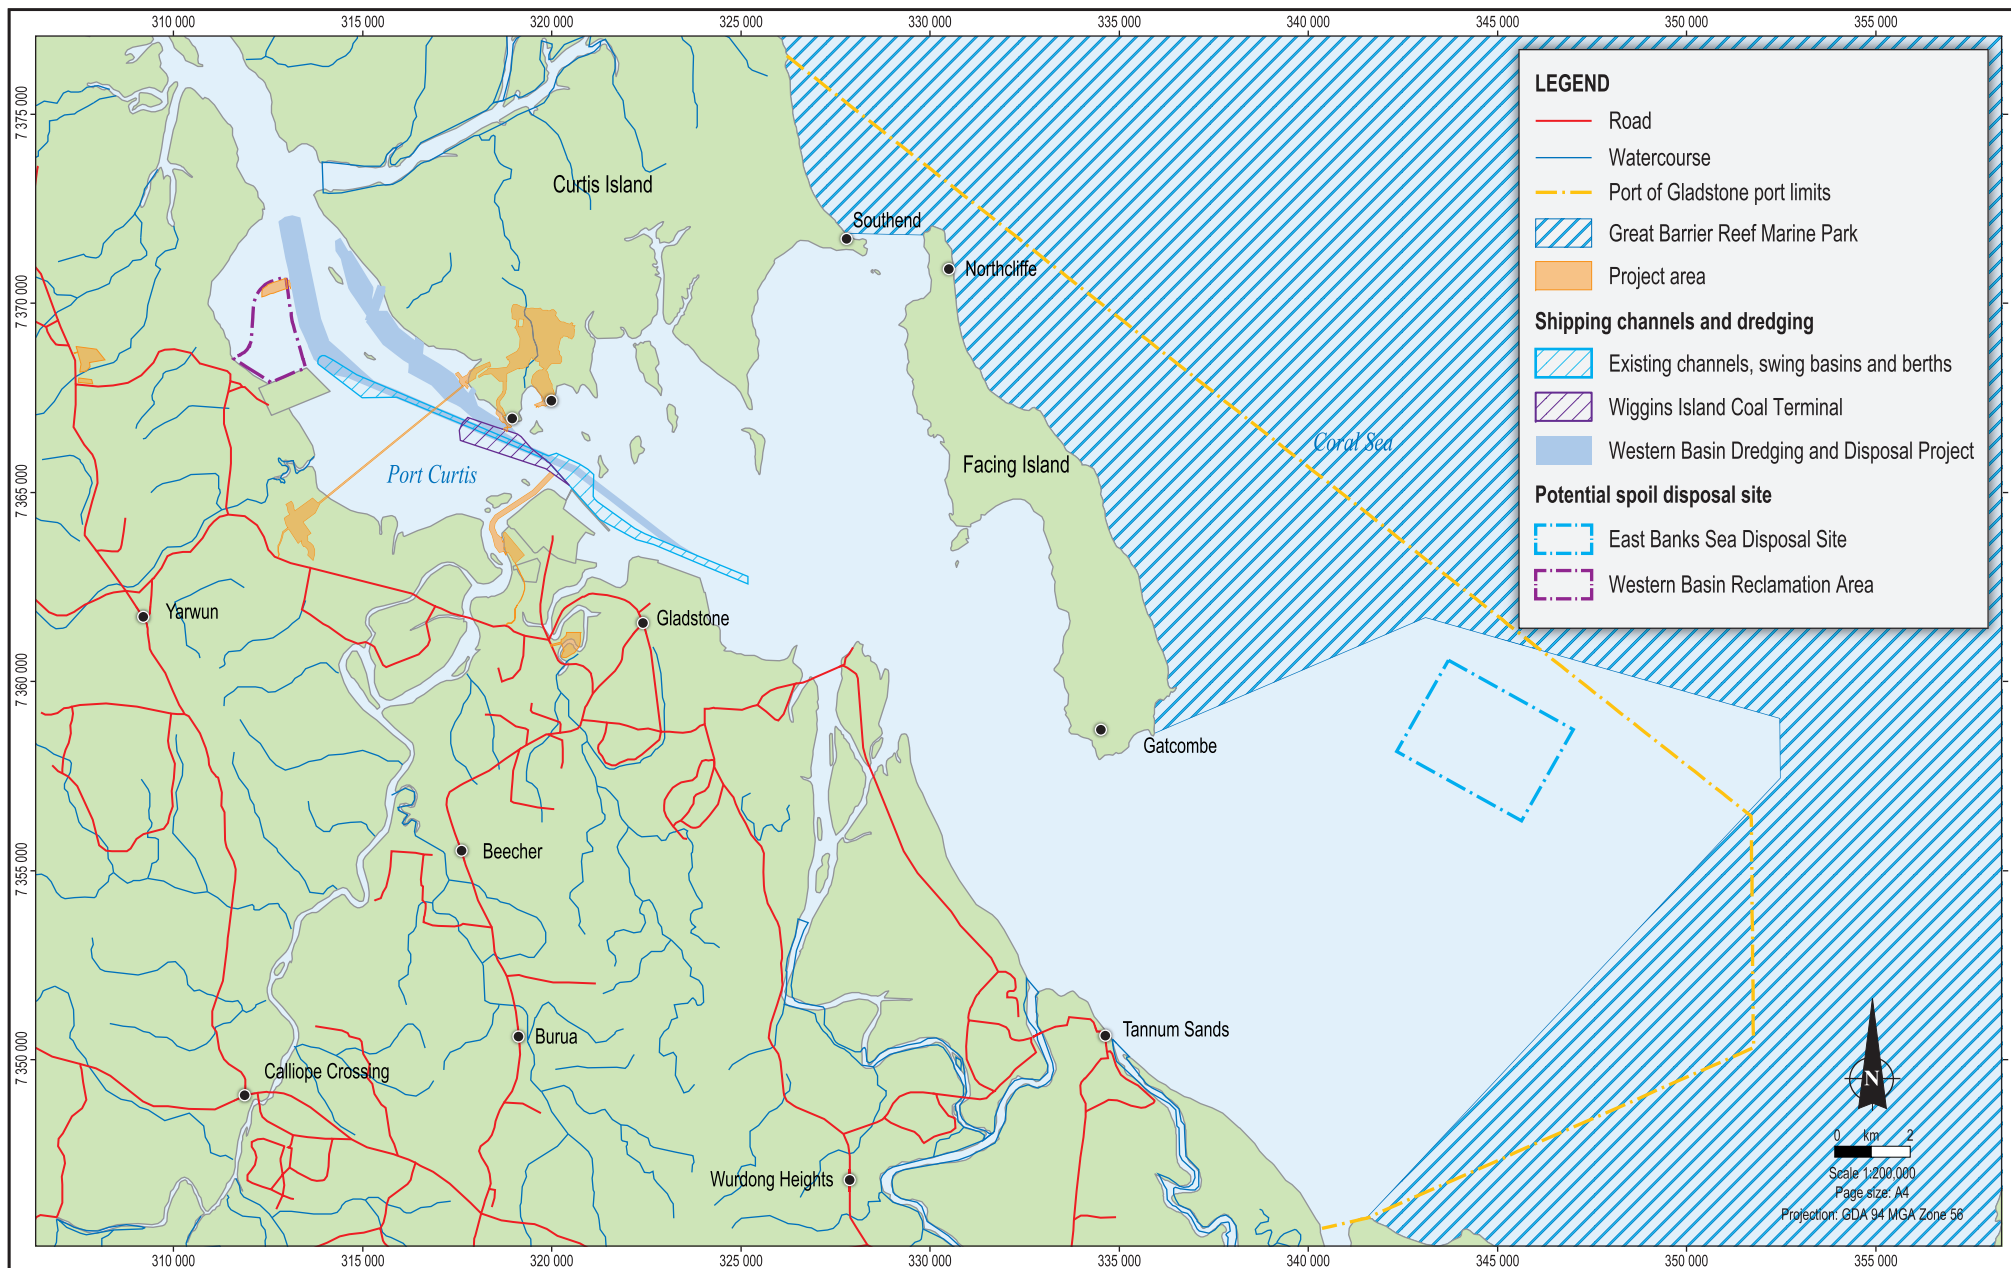 310 000 315 000 320 000 325 000 330 000 335 000 340 000 345 000 350 000 355 000
7 375 000
7 370 000
7 365 000
7 360 000
7 355 000
7 350 000
LEGEND
Road
Watercourse
Port of Gladstone port limits
Great Barrier Reef Marine Park
Project area
Shipping channels and dredging
Existing channels, swing basins and berths
Wiggins Island Coal Terminal
Western Basin Dredging and Disposal Project
Potential spoil disposal site
East Banks Sea Disposal Site
Western Basin Reclamation Area
Curtis Island
Southend
Northcliffe
Coral Sea
Facing Island
Port Curtis
Yarwun
Gladstone
Gatcombe
Beecher
Tannum Sands
Burua
Calliope Crossing
Wurdong Heights
N
0 km 2
Scale 1:200,000
Page size: A4
Projection: GDA 94 MGA Zone 56
310 000 315 000 320 000 325 000 330 000 335 000 340 000 345 000 350 000 355 000